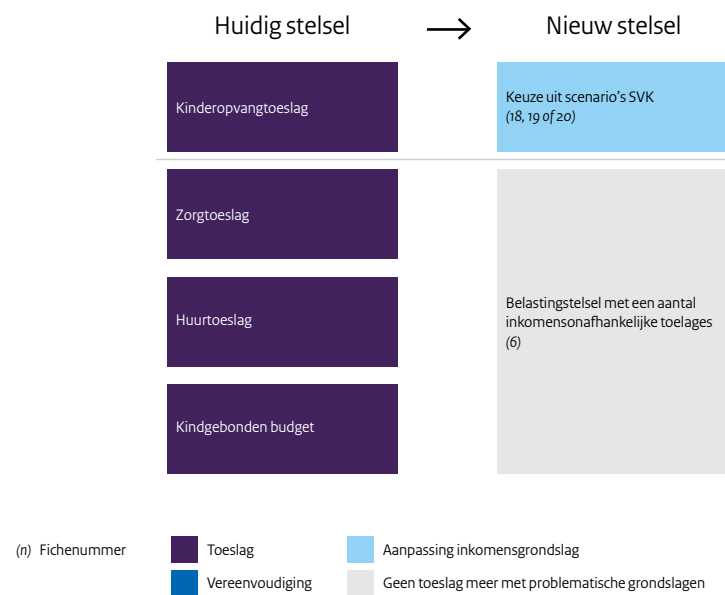 Huidig stelsel → Nieuw stelsel
Kinderopvangtoeslag
Keuze uit scenario's SVK
(18, 19 of 20)
Zorgtoeslag
Huurtoeslag
Kindgebonden budget
Belastingstelsel met een aantal
inkomensonafhankelijke toelages
(6)
(n) Fichenummer
Toeslag
Vereenvoudiging
Aanpassing inkomensgrondslag
Geen toeslag meer met problematische grondslagen